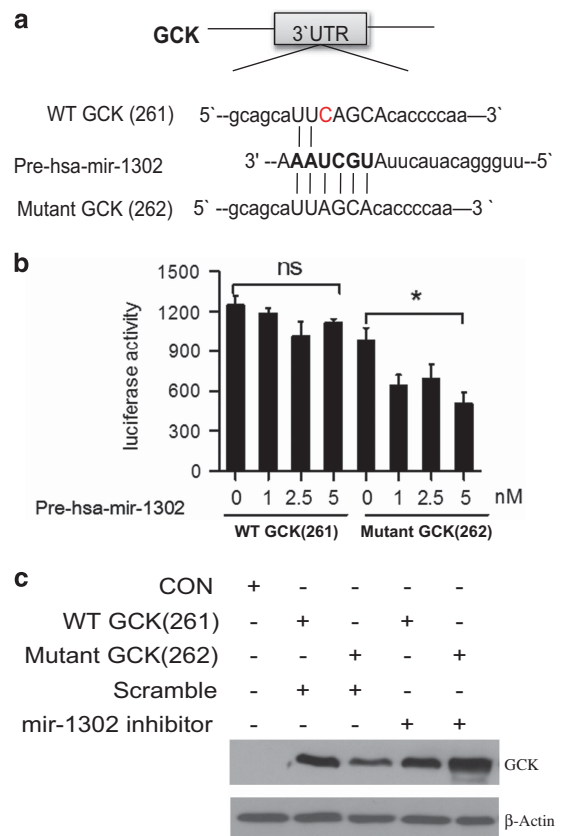 a
GCK
3`UTR
WT GCK (261) 5`--gcagcaUUCAGCAcaccccaa—3`
Pre-hsa-mir-1302 3' --AAAUCGUAuucauacaggguu--5`
Mutant GCK (262) 5` --gcagcaUUAGCAcaccccaa—3 `
b
luciferase activity
1500
1200
900
600
300
0
ns
*
Pre-hsa-mir-1302 0 1 2.5 5 0 1 2.5 5 nM
WT GCK(261) Mutant GCK(262)
c
CON + - - - -
WT GCK(261) - + - + -
Mutant GCK(262) - - + - +
Scramble - + + - -
mir-1302 inhibitor - - - + +
GCK
β-Actin